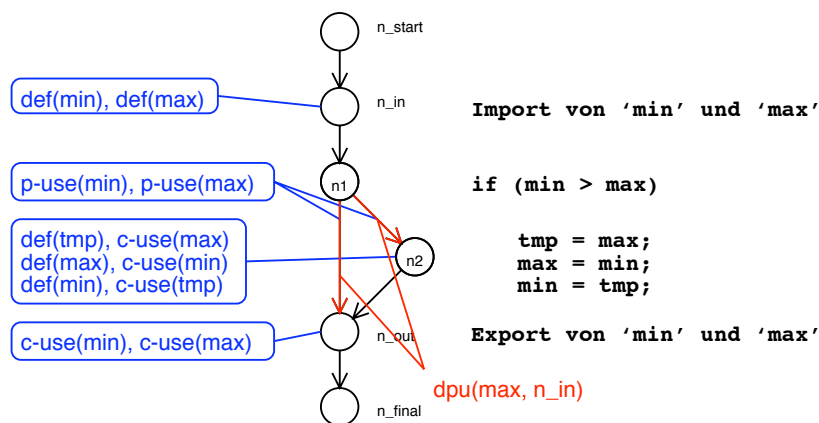 n_start
def(min), def(max)
n_in
Import von ‘min’ und ‘max’
p-use(min), p-use(max)
n1
if (min > max)
def(tmp), c-use(max)
def(max), c-use(min)
def(min), c-use(tmp)
n2
tmp = max;
max = min;
min = tmp;
c-use(min), c-use(max)
n_out
Export von ‘min’ und ‘max’
dpu(max, n_in)
n_final